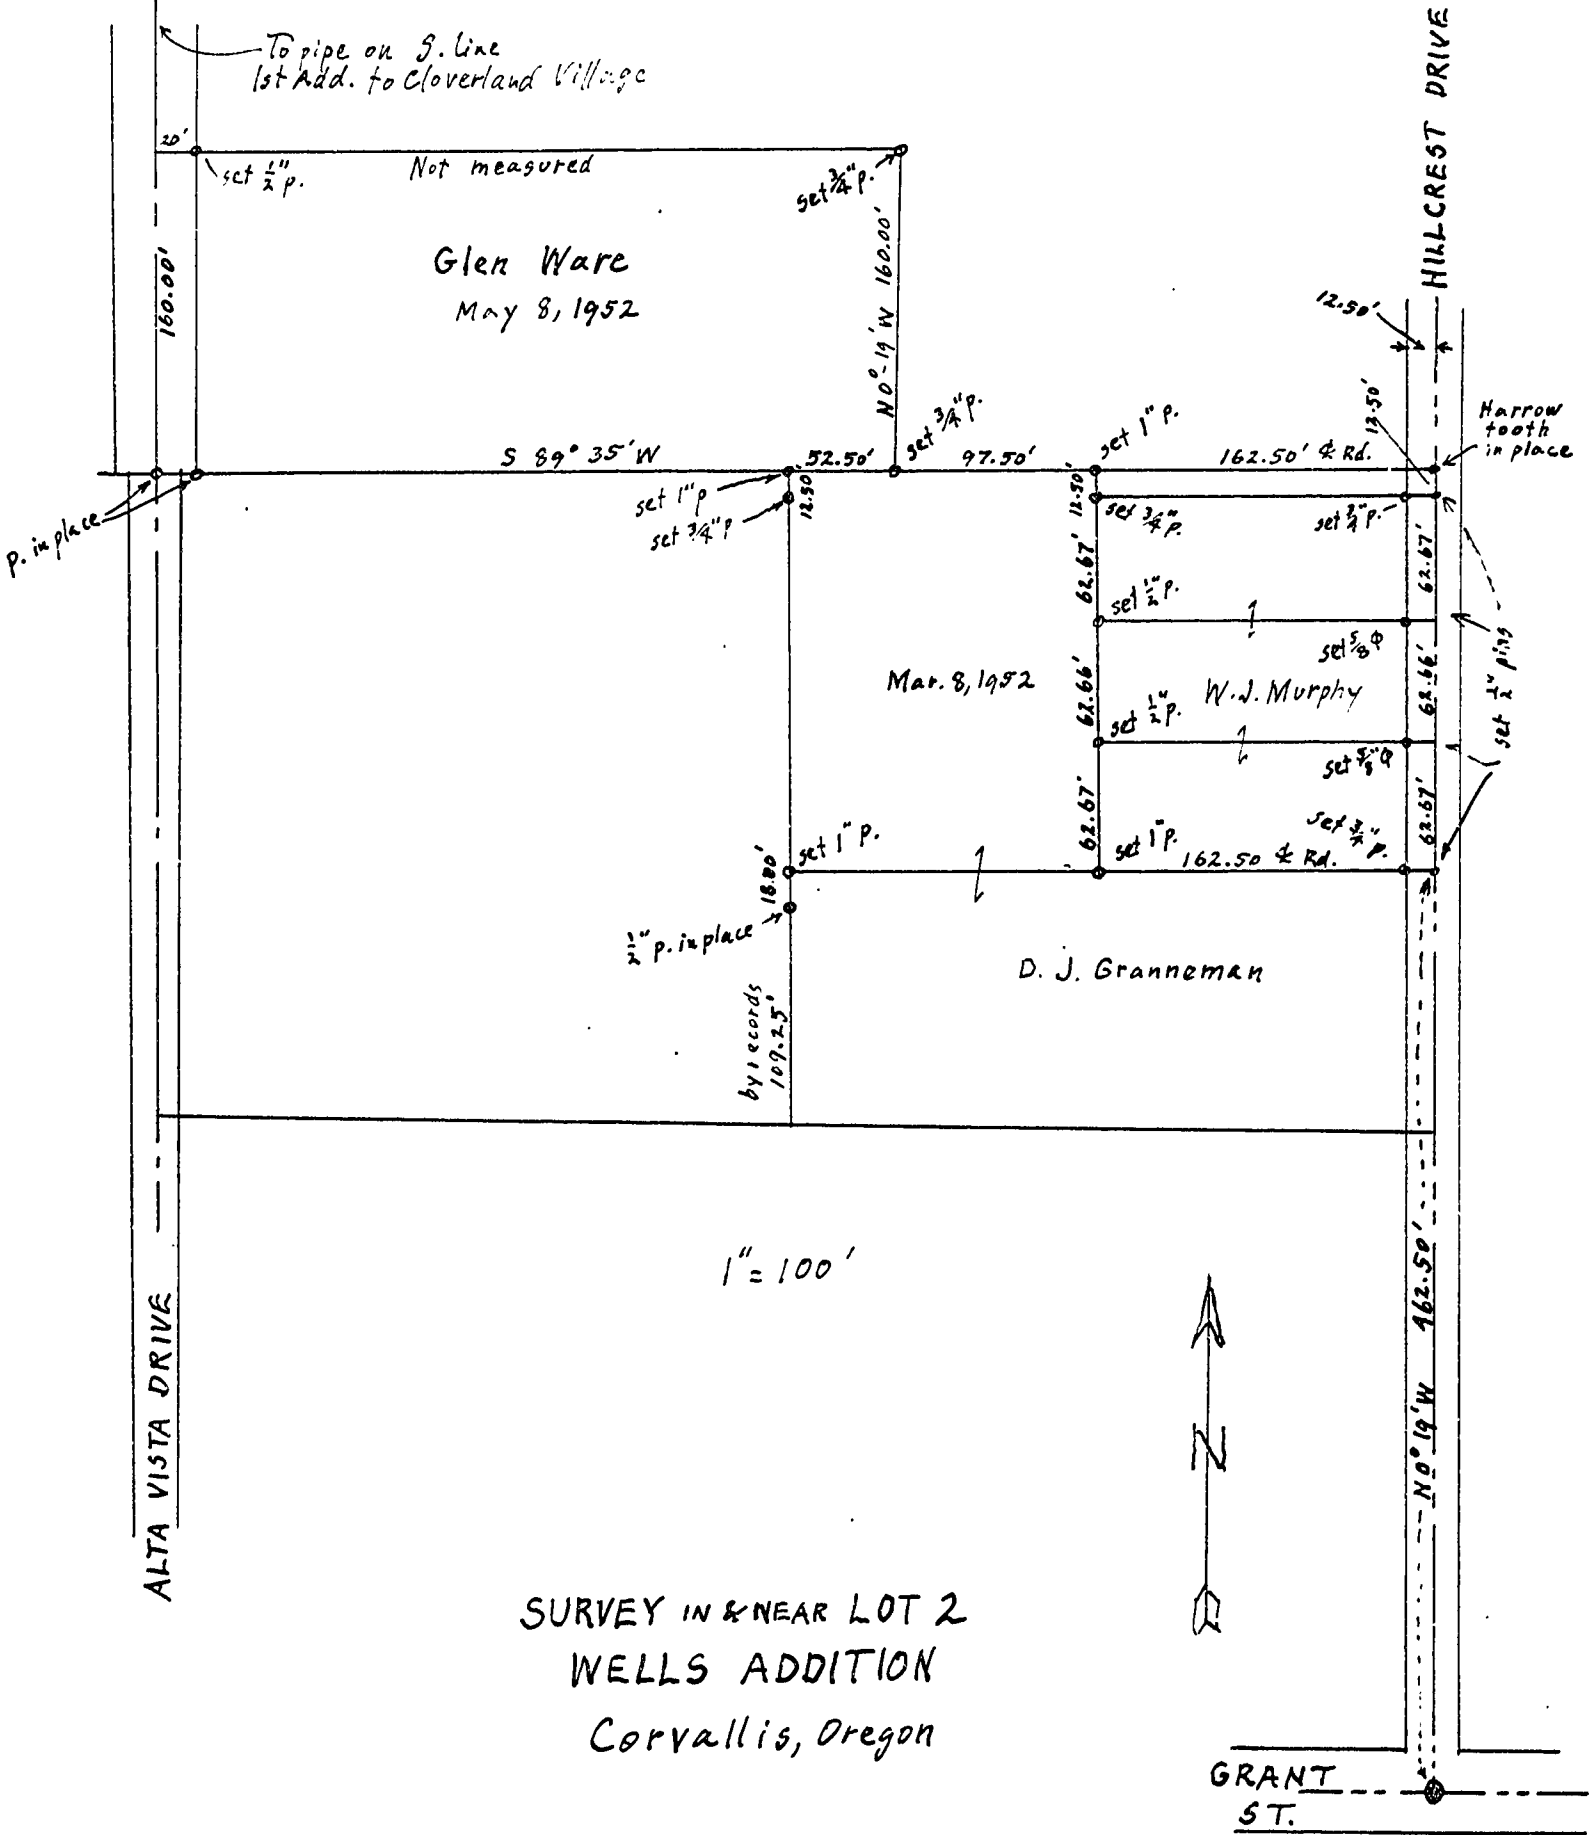 To pipe on S. line
1st Add. to Cloverland Village
HILLCREST DRIVE
20'
set 1/2" p.
Not measured
set 3/4" p.
160.00'
Glen Ware
May 8, 1952
N 0°-19' W 160.00'
12.50'
12.50'
Harrow
tooth
in place
S 89° 35' W
52.50'
set 3/4" p.
97.50'
set 1" p.
162.50' ₵ Rd.
P. in place
set 1" p
set 3/4" p
12.50'
12.50'
set 3/4" p.
set 3/4" p.
62.67'
62.67'
set 1/2" p.
set 5/8 Φ
set 1/2" pins
Mar. 8, 1952
62.66'
W. J. Murphy
62.66'
set 1/2" p.
set 5/8" Φ
62.67'
62.67'
set 1" p.
set 1" p.
set 3/4" p.
162.50 ₵ Rd.
18.00'
1/2" p. in place
D. J. Granneman
by records
109.25'
1" = 100'
N 0° 19' W 462.50'
ALTA VISTA DRIVE
N
SURVEY IN & NEAR LOT 2
WELLS ADDITION
Corvallis, Oregon
GRANT
ST.